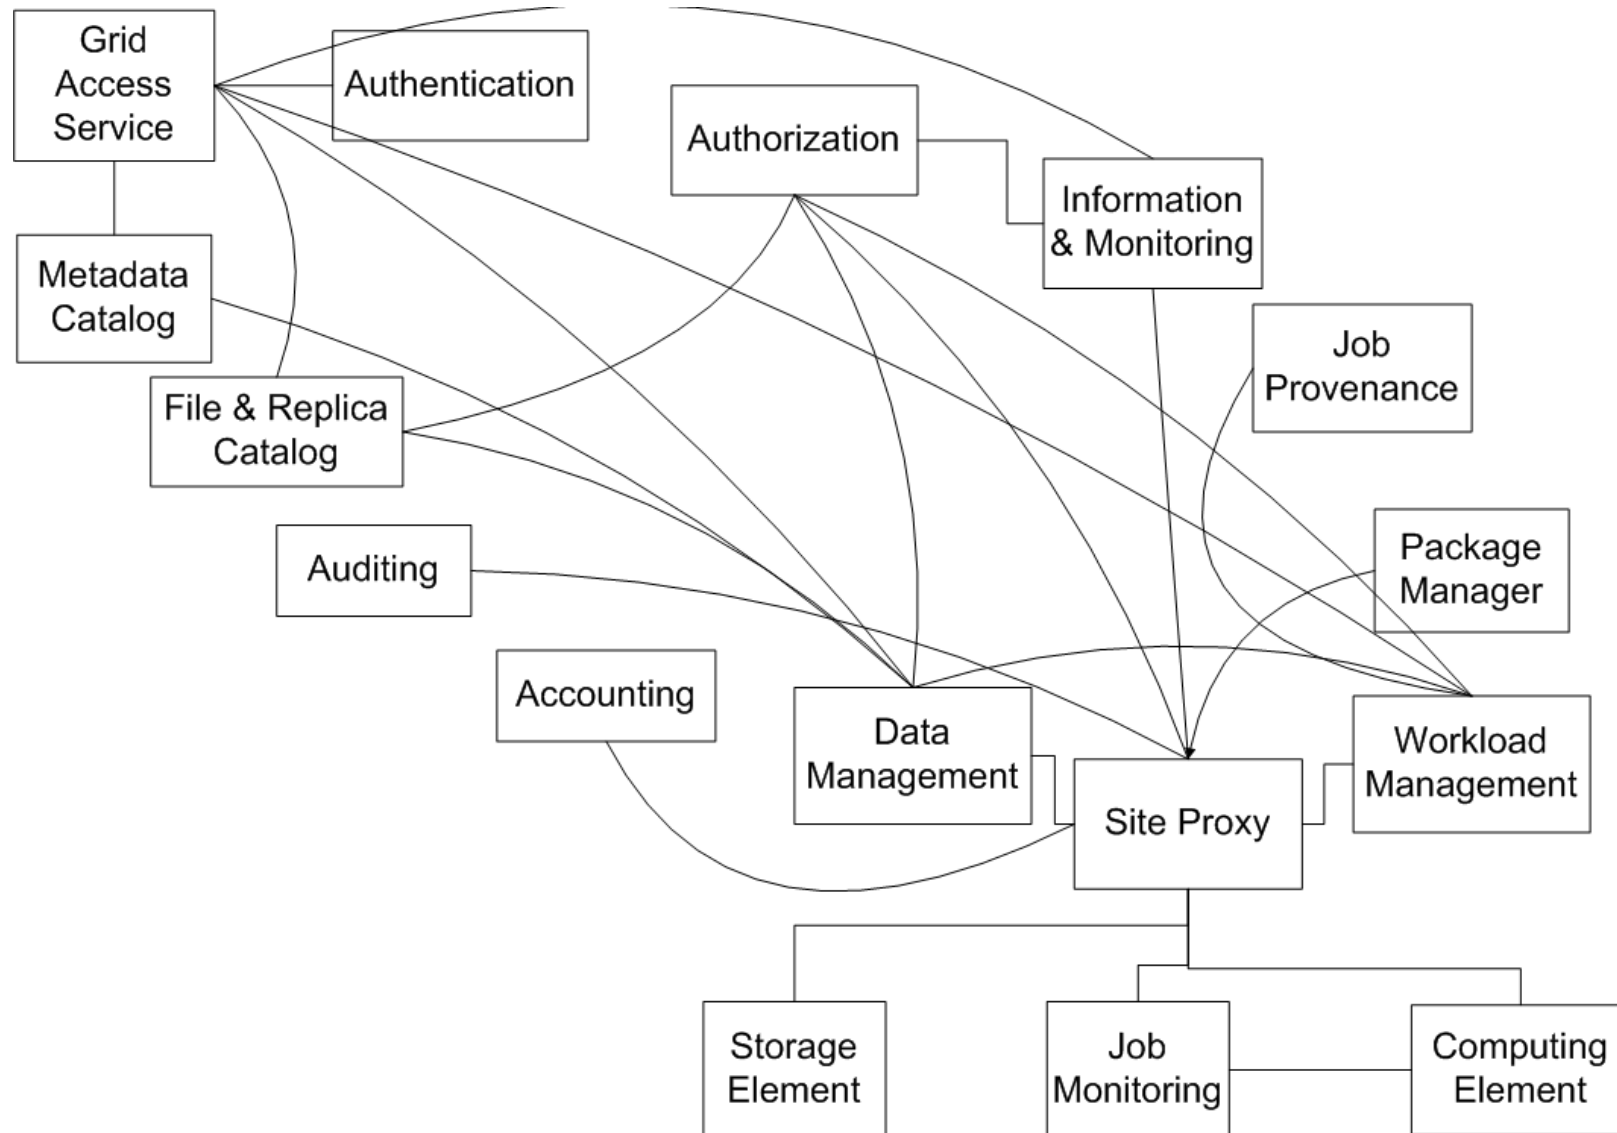 Grid
Access
Service
Authentication
Authorization
Information
& Monitoring
Metadata
Catalog
Job
Provenance
File & Replica
Catalog
Package
Manager
Auditing
Accounting
Data
Management
Workload
Management
Site Proxy
Storage
Element
Job
Monitoring
Computing
Element